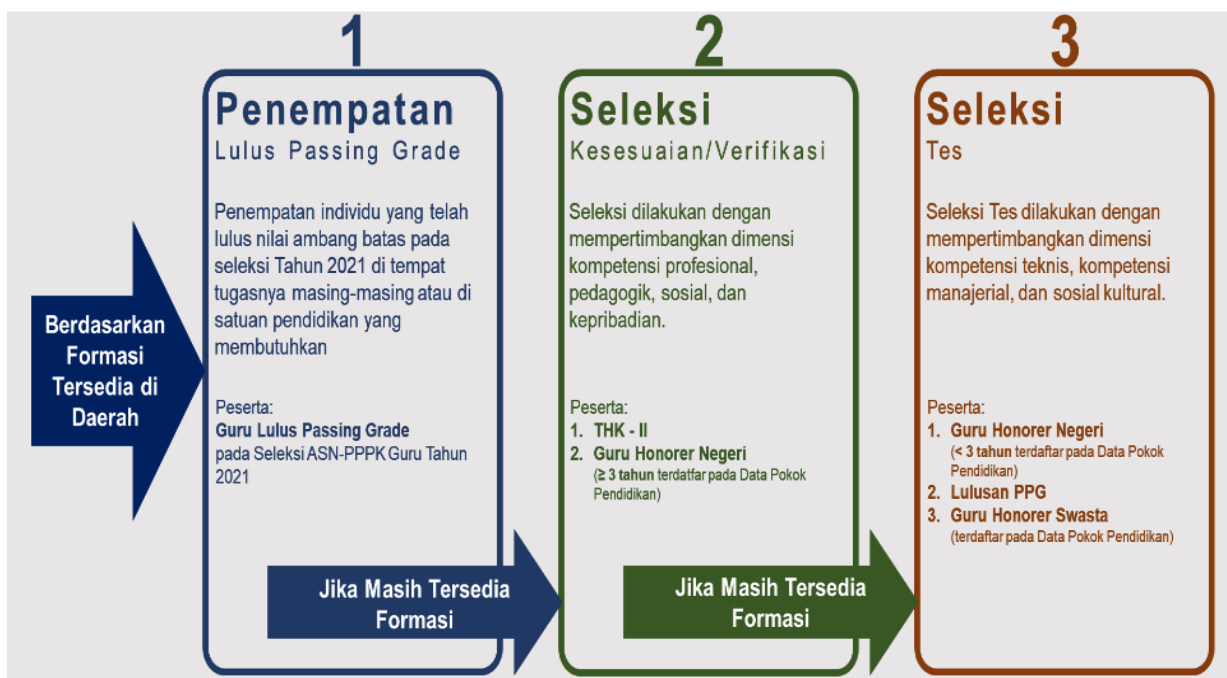 Berdasarkan
Formasi
Tersedia di
Daerah
1
Penempatan
Lulus Passing Grade
Penempatan individu yang telah
lulus nilai ambang batas pada
seleksi Tahun 2021 di tempat
tugasnya masing-masing atau di
satuan pendidikan yang
membutuhkan
Peserta:
Guru Lulus Passing Grade
pada Seleksi ASN-PPPK Guru Tahun
2021
Jika Masih Tersedia
Formasi
2
Seleksi
Kesesuaian/Verifikasi
Seleksi dilakukan dengan
mempertimbangkan dimensi
kompetensi profesional,
pedagogik, sosial, dan
kepribadian.
Peserta:
1. THK - II
2. Guru Honorer Negeri
(≥ 3 tahun terdatfar pada Data Pokok
Pendidikan)
Jika Masih Tersedia
Formasi
3
Seleksi
Tes
Seleksi Tes dilakukan dengan
mempertimbangkan dimensi
kompetensi teknis, kompetensi
manajerial, dan sosial kultural.
Peserta:
1. Guru Honorer Negeri
(< 3 tahun terdaftar pada Data Pokok
Pendidikan)
2. Lulusan PPG
3. Guru Honorer Swasta
(terdaftar pada Data Pokok Pendidikan)